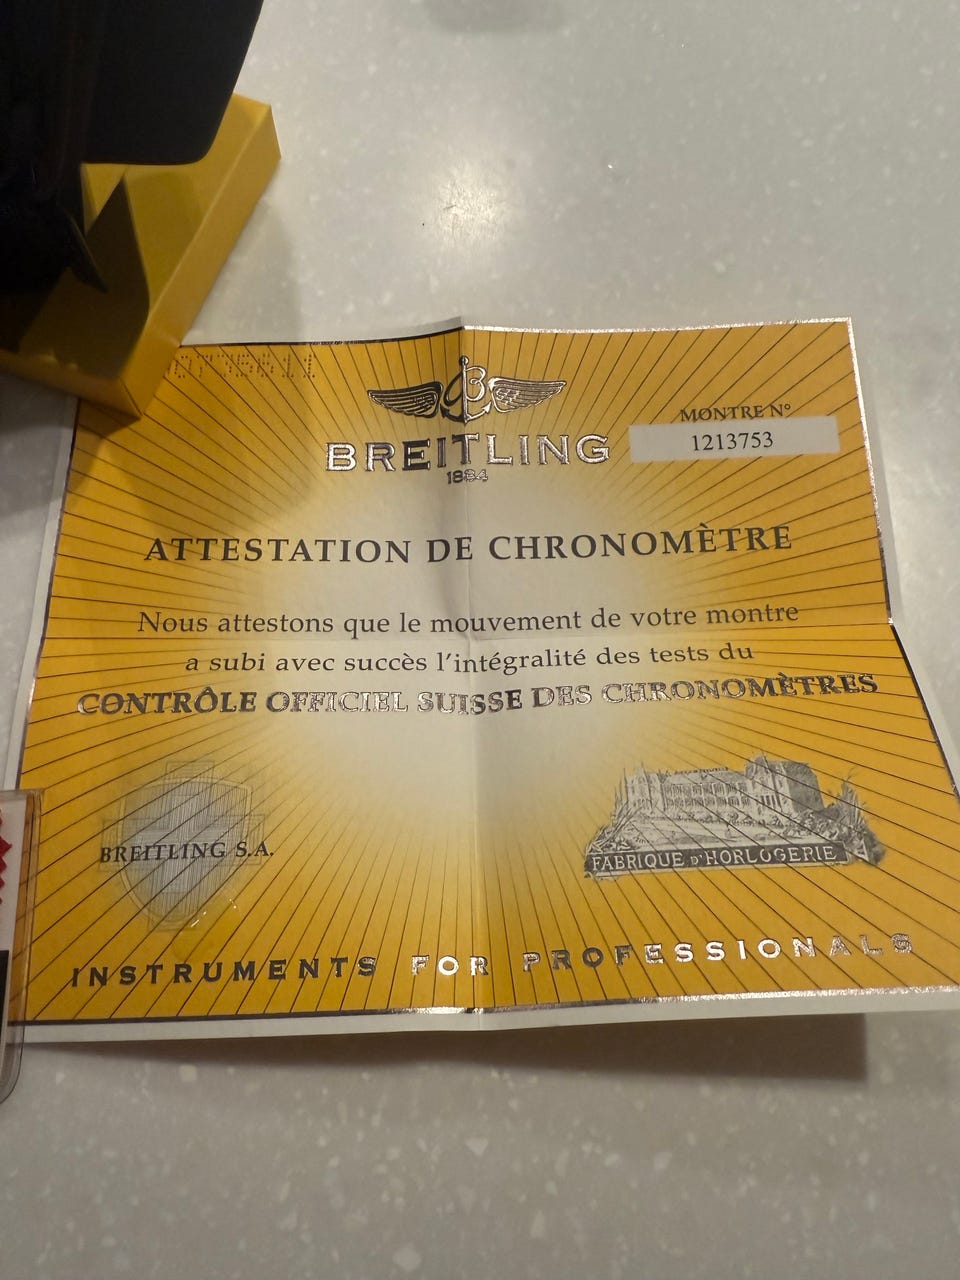 BREITLING
1884
MONTRE N°
1213753
ATTESTATION DE CHRONOMÈTRE
Nous attestons que le mouvement de votre montre
a subi avec succès l'intégralité des tests du
CONTRÔLE OFFICIEL SUISSE DES CHRONOMÈTRES
BREITLING S.A.
FABRIQUE D'HORLOGERIE
INSTRUMENTS FOR PROFESSIONALS